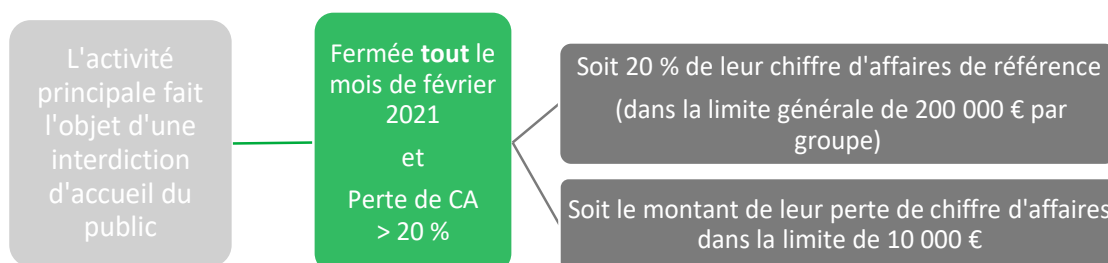 L'activité
principale fait
l'objet d'une
interdiction
d'accueil du
public
Fermée tout le
mois de février
2021
et
Perte de CA
> 20 %
Soit 20 % de leur chiffre d'affaires de référence
(dans la limite générale de 200 000 € par
groupe)
Soit le montant de leur perte de chiffre d'affaires
dans la limite de 10 000 €